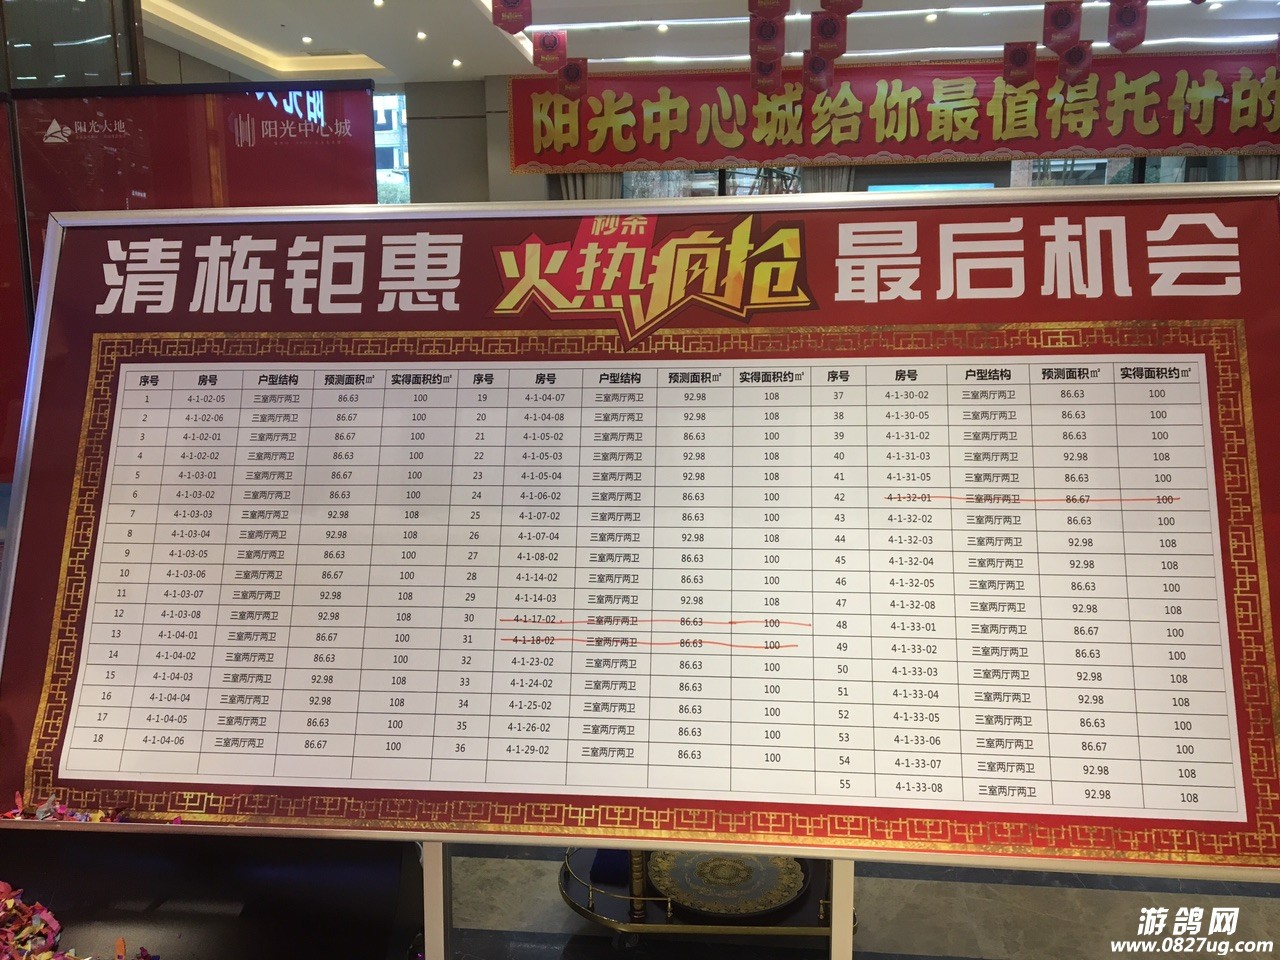 阳光中心城给你最值得托付的
阳光大地
阳光中心城
清栋钜惠 秒杀 火热疯抢 最后机会
序号 房号 户型结构 预测面积㎡ 实得面积约㎡ 序号 房号 户型结构 预测面积㎡ 实得面积约㎡ 序号 房号 户型结构 预测面积㎡ 实得面积约㎡
1 4-1-02-05 三室两厅两卫 86.63 100 19 4-1-04-07 三室两厅两卫 92.98 108 37 4-1-30-02 三室两厅两卫 86.63 100
2 4-1-02-06 三室两厅两卫 86.67 100 20 4-1-04-08 三室两厅两卫 92.98 108 38 4-1-30-05 三室两厅两卫 86.63 100
3 4-1-02-01 三室两厅两卫 86.67 100 21 4-1-05-02 三室两厅两卫 86.63 100 39 4-1-31-02 三室两厅两卫 86.63 100
4 4-1-02-02 三室两厅两卫 86.63 100 22 4-1-05-03 三室两厅两卫 92.98 108 40 4-1-31-03 三室两厅两卫 92.98 108
5 4-1-03-01 三室两厅两卫 86.67 100 23 4-1-05-04 三室两厅两卫 92.98 108 41 4-1-31-05 三室两厅两卫 86.63 100
6 4-1-03-02 三室两厅两卫 86.63 100 24 4-1-06-02 三室两厅两卫 86.63 100 42 4-1-32-01 三室两厅两卫 86.67 100
7 4-1-03-03 三室两厅两卫 92.98 108 25 4-1-07-02 三室两厅两卫 86.63 100 43 4-1-32-02 三室两厅两卫 86.63 100
8 4-1-03-04 三室两厅两卫 92.98 108 26 4-1-07-04 三室两厅两卫 92.98 108 44 4-1-32-03 三室两厅两卫 92.98 108
9 4-1-03-05 三室两厅两卫 86.63 100 27 4-1-08-02 三室两厅两卫 86.63 100 45 4-1-32-04 三室两厅两卫 92.98 108
10 4-1-03-06 三室两厅两卫 86.67 100 28 4-1-14-02 三室两厅两卫 86.63 100 46 4-1-32-05 三室两厅两卫 86.63 100
11 4-1-03-07 三室两厅两卫 92.98 108 29 4-1-14-03 三室两厅两卫 92.98 108 47 4-1-32-08 三室两厅两卫 92.98 108
12 4-1-03-08 三室两厅两卫 92.98 108 30 4-1-17-02 三室两厅两卫 86.63 100 48 4-1-33-01 三室两厅两卫 86.67 100
13 4-1-04-01 三室两厅两卫 86.67 100 31 4-1-18-02 三室两厅两卫 86.63 100 49 4-1-33-02 三室两厅两卫 86.63 100
14 4-1-04-02 三室两厅两卫 86.63 100 32 4-1-23-02 三室两厅两卫 86.63 100 50 4-1-33-03 三室两厅两卫 92.98 108
15 4-1-04-03 三室两厅两卫 92.98 108 33 4-1-24-02 三室两厅两卫 86.63 100 51 4-1-33-04 三室两厅两卫 92.98 108
16 4-1-04-04 三室两厅两卫 92.98 108 34 4-1-25-02 三室两厅两卫 86.63 100 52 4-1-33-05 三室两厅两卫 86.63 100
17 4-1-04-05 三室两厅两卫 86.63 100 35 4-1-26-02 三室两厅两卫 86.63 100 53 4-1-33-06 三室两厅两卫 86.67 100
18 4-1-04-06 三室两厅两卫 86.67 100 36 4-1-29-02 三室两厅两卫 86.63 100 54 4-1-33-07 三室两厅两卫 92.98 108
55 4-1-33-08 三室两厅两卫 92.98 108
游鸽网
www.0827ug.com